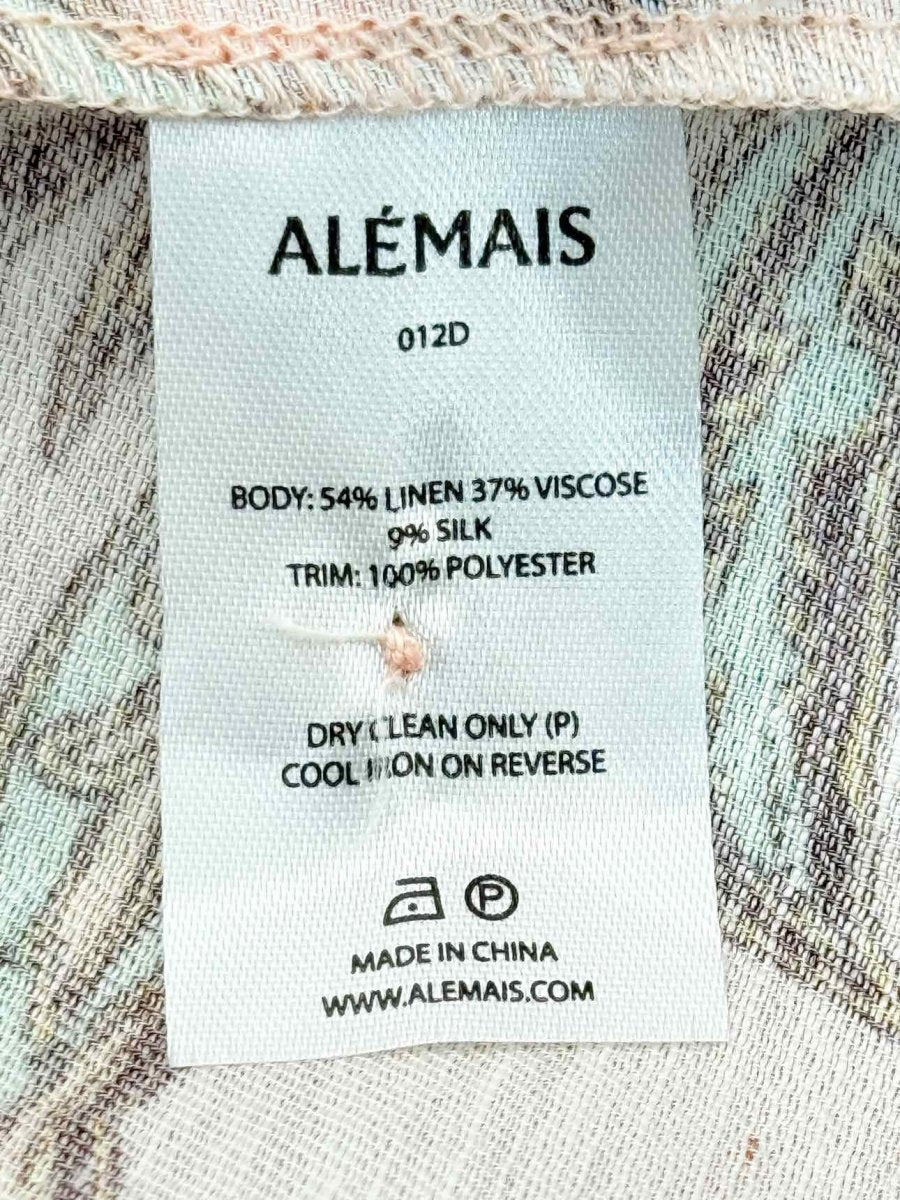 ALÉMAIS
012D
BODY: 54% LINEN 37% VISCOSE
9% SILK
TRIM: 100% POLYESTER
DRY CLEAN ONLY (P)
COOL IRON ON REVERSE
P
MADE IN CHINA
WWW.ALEMAIS.COM